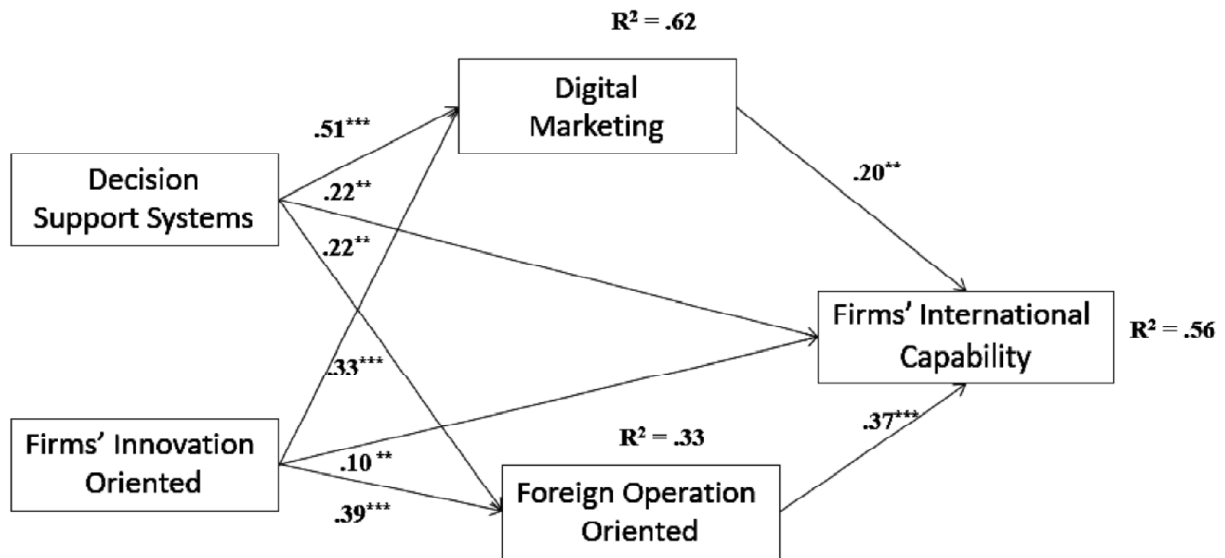 R² = .62
Digital
Marketing
.51***
.20**
Decision
Support Systems
.22**
.22**
Firms' International
Capability
R² = .56
.33***
.37***
R² = .33
Firms' Innovation
Oriented
.10 **
.39***
Foreign Operation
Oriented